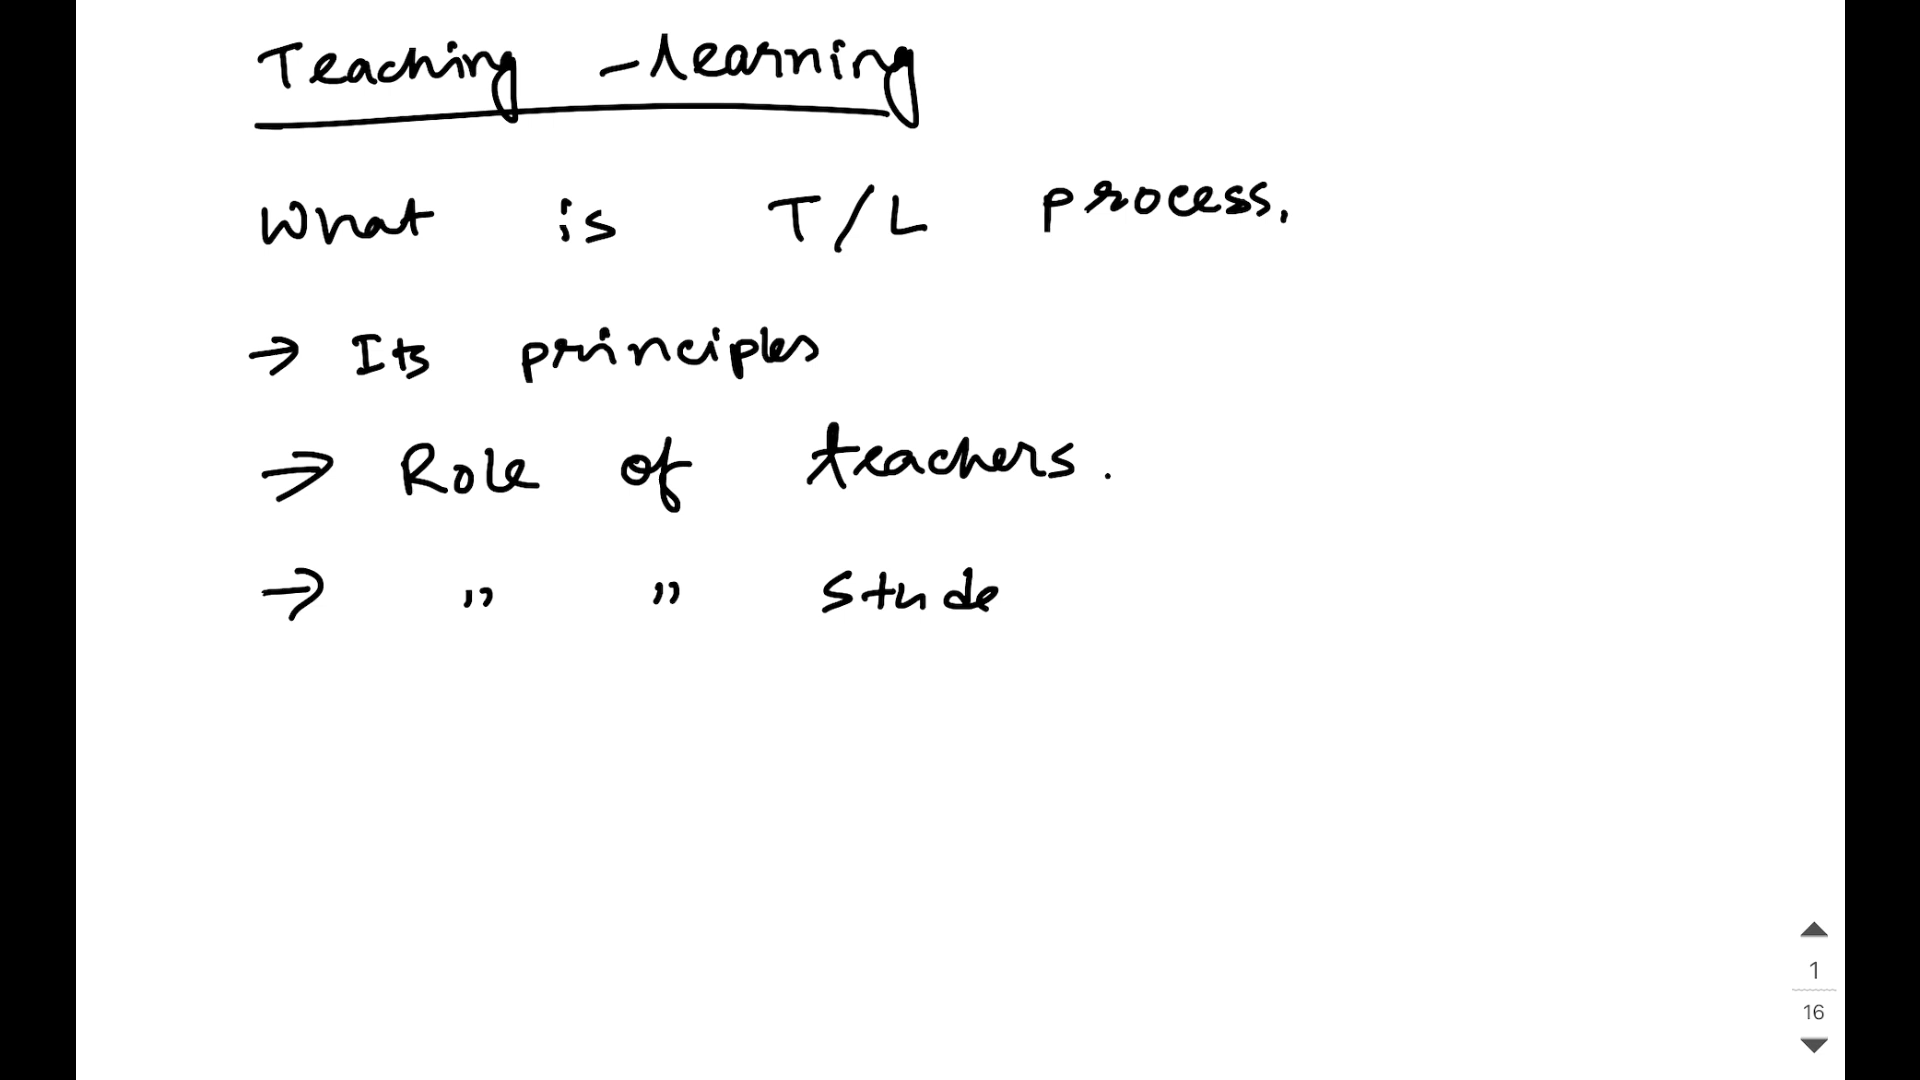 Teaching - learning
What is T/L process.
→ Its principles
→ Role of teachers.
→ " " Stude
1
16